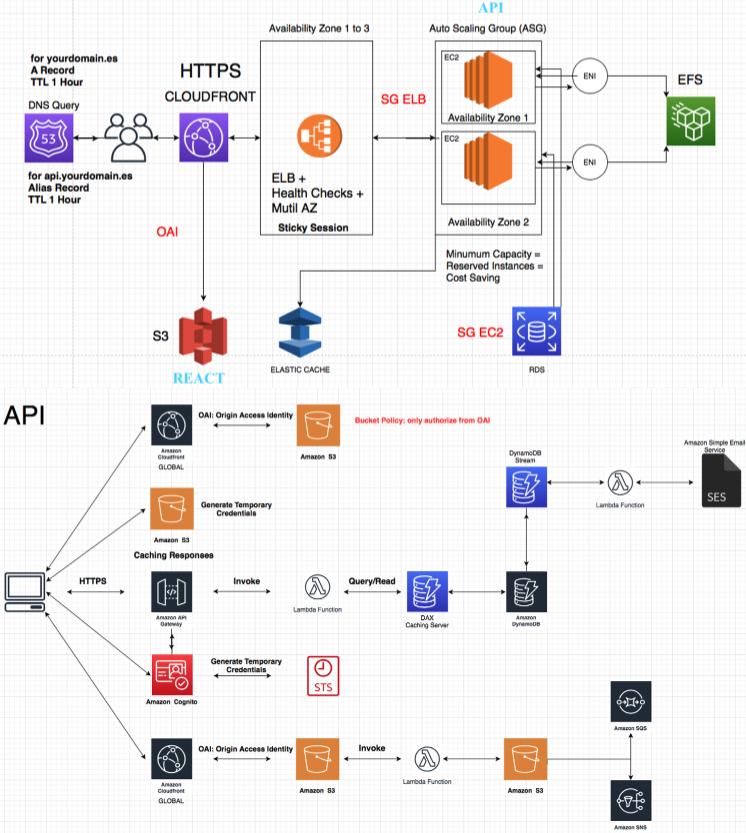 API
Availability Zone 1 to 3
Auto Scaling Group (ASG)
for yourdomain.es
A Record
TTL 1 Hour
HTTPS
CLOUDFRONT
DNS Query
53
SG ELB
EC2
Availability Zone 1
ENI
EFS
EC2
Availability Zone 2
ENI
for api.yourdomain.es
Alias Record
TTL 1 Hour
ELB +
Health Checks +
Mutil AZ
Sticky Session
OAI
Minumum Capacity =
Reserved Instances =
Cost Saving
S3
REACT
ELASTIC CACHE
SG EC2
RDS
API
OAI: Origin Access Identity
Bucket Policy: only authorize from OAI
Amazon
Cloudfront
GLOBAL
Amazon S3
DynamoDB
Stream
Amazon Simple Email
Service
Lambda Function
SES
Generate Temporary
Credentials
Amazon S3
Caching Responses
HTTPS
Invoke
Query/Read
Amazon API
Gateway
Lambda Function
DAX
Caching Server
Amazon
DynamoDB
Generate Temporary
Credentials
STS
Amazon Cognito
OAI: Origin Access Identity
Invoke
Amazon
Cloudfront
GLOBAL
Amazon S3
Lambda Function
Amazon S3
Amazon SQS
Amazon SNS